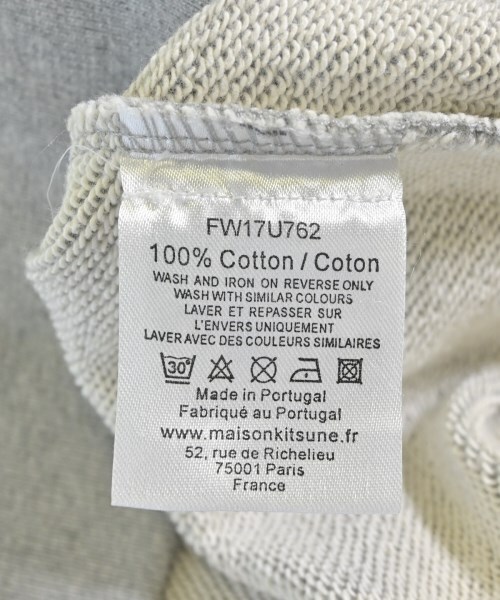 FW17U762
100% Cotton / Coton
WASH AND IRON ON REVERSE ONLY
WASH WITH SIMILAR COLOURS
LAVER ET REPASSER SUR
L'ENVERS UNIQUEMENT
LAVER AVEC DES COULEURS SIMILAIRES
30°
Made in Portugal
Fabriqué au Portugal
www.maisonkitsune.fr
52, rue de Richelieu
75001 Paris
France